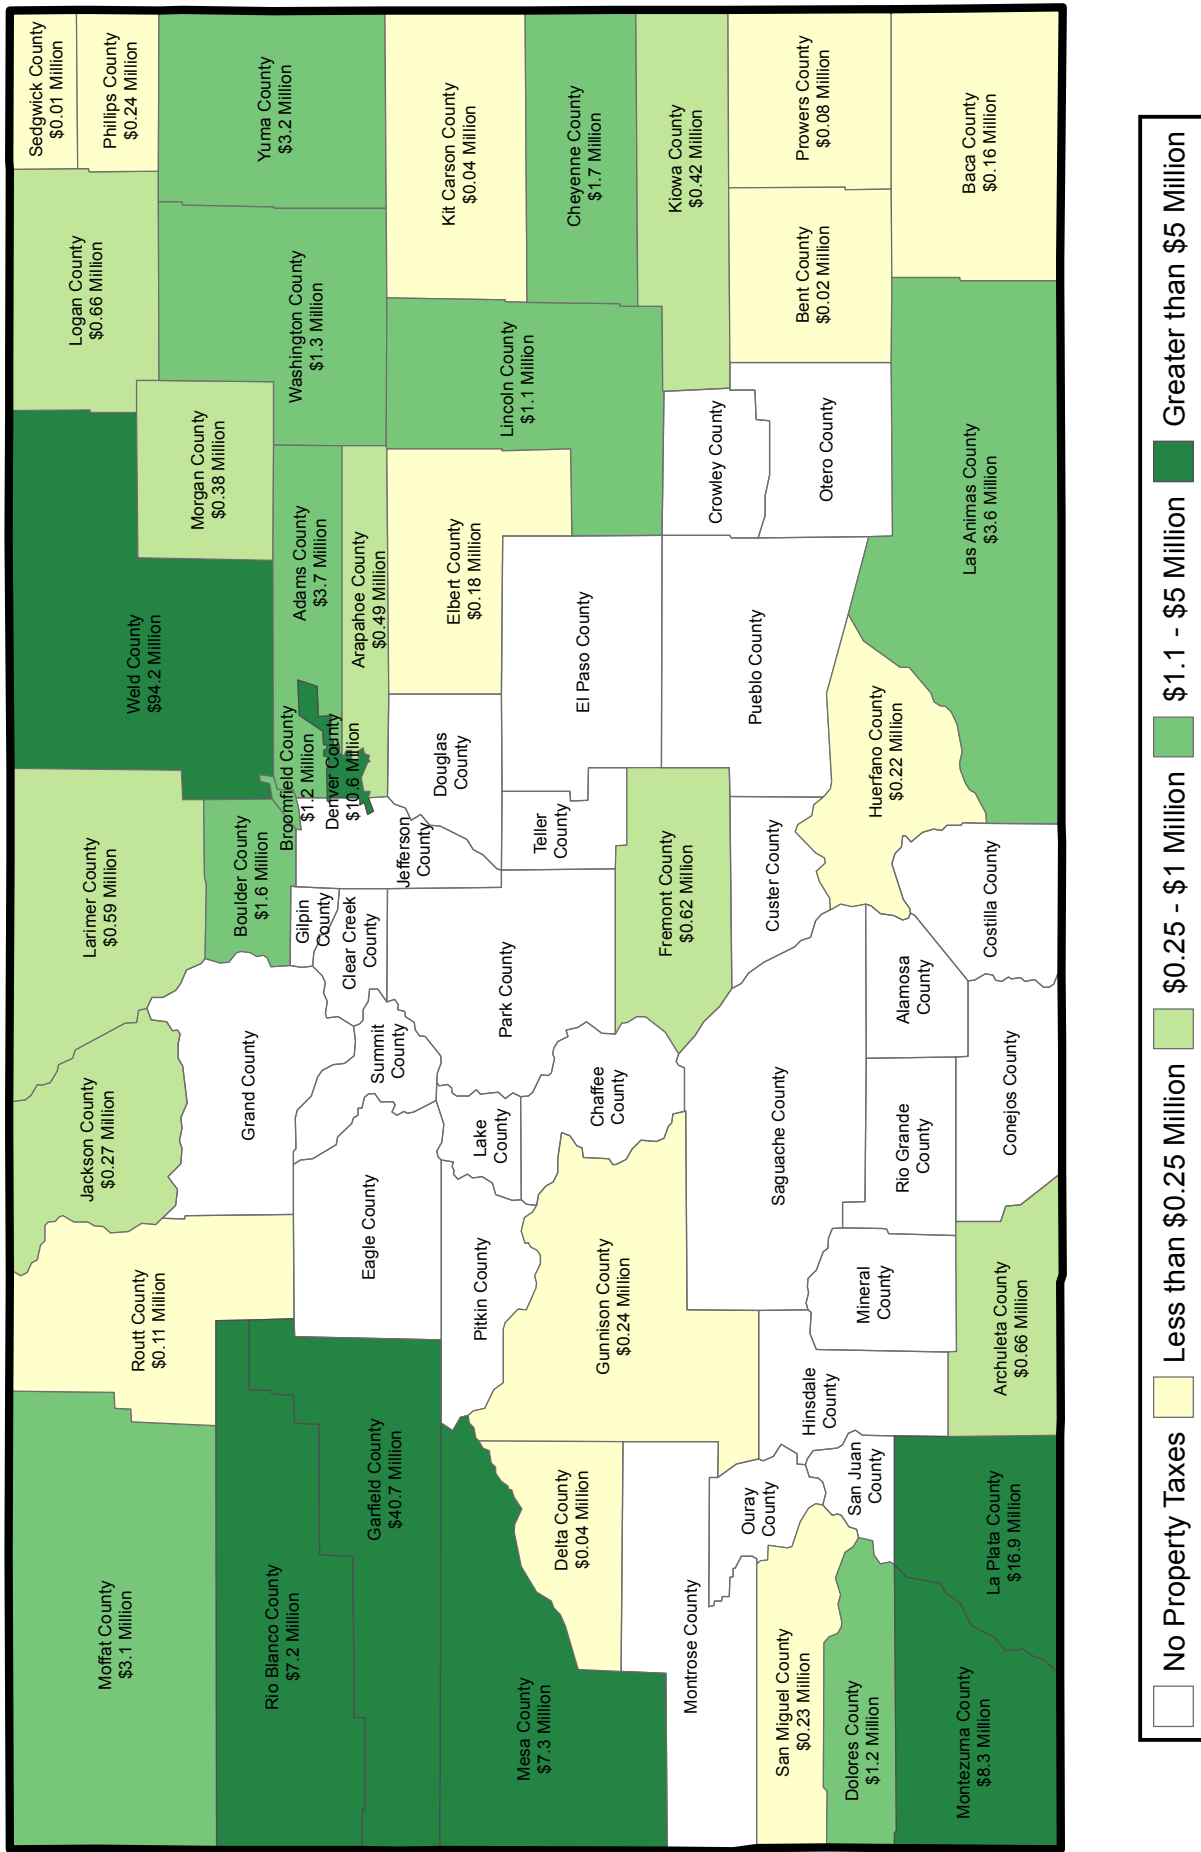 Moffat County
$3.1 Million
Routt County
$0.11 Million
Jackson County
$0.27 Million
Larimer County
$0.59 Million
Weld County
$94.2 Million
Logan County
$0.66 Million
Sedgwick County
$0.01 Million
Phillips County
$0.24 Million
Morgan County
$0.38 Million
Yuma County
$3.2 Million
Washington County
$1.3 Million
Rio Blanco County
$7.2 Million
Grand County
Boulder County
$1.6 Million
Broomfield County
$1.2 Million
Adams County
$3.7 Million
Gilpin
County
Clear Creek
County
Denver County
$10.6 Million
Arapahoe County
$0.49 Million
Garfield County
$40.7 Million
Eagle County
Summit
County
Jefferson
County
Douglas
County
Elbert County
$0.18 Million
Lincoln County
$1.1 Million
Kit Carson County
$0.04 Million
Mesa County
$7.3 Million
Pitkin County
Lake
County
Park County
Teller
County
El Paso County
Cheyenne County
$1.7 Million
Delta County
$0.04 Million
Gunnison County
$0.24 Million
Chaffee
County
Fremont County
$0.62 Million
Kiowa County
$0.42 Million
Montrose County
Ouray
County
Saguache County
Custer County
Pueblo County
Crowley County
Otero County
Bent County
$0.02 Million
Prowers County
$0.08 Million
San Miguel County
$0.23 Million
Hinsdale
County
Mineral
County
Rio Grande
County
Alamosa
County
Huerfano County
$0.22 Million
Dolores County
$1.2 Million
San Juan
County
Montezuma County
$8.3 Million
La Plata County
$16.9 Million
Archuleta County
$0.66 Million
Conejos County
Costilla County
Las Animas County
$3.6 Million
Baca County
$0.16 Million
No Property Taxes
Less than $0.25 Million
$0.25 - $1 Million
$1.1 - $5 Million
Greater than $5 Million